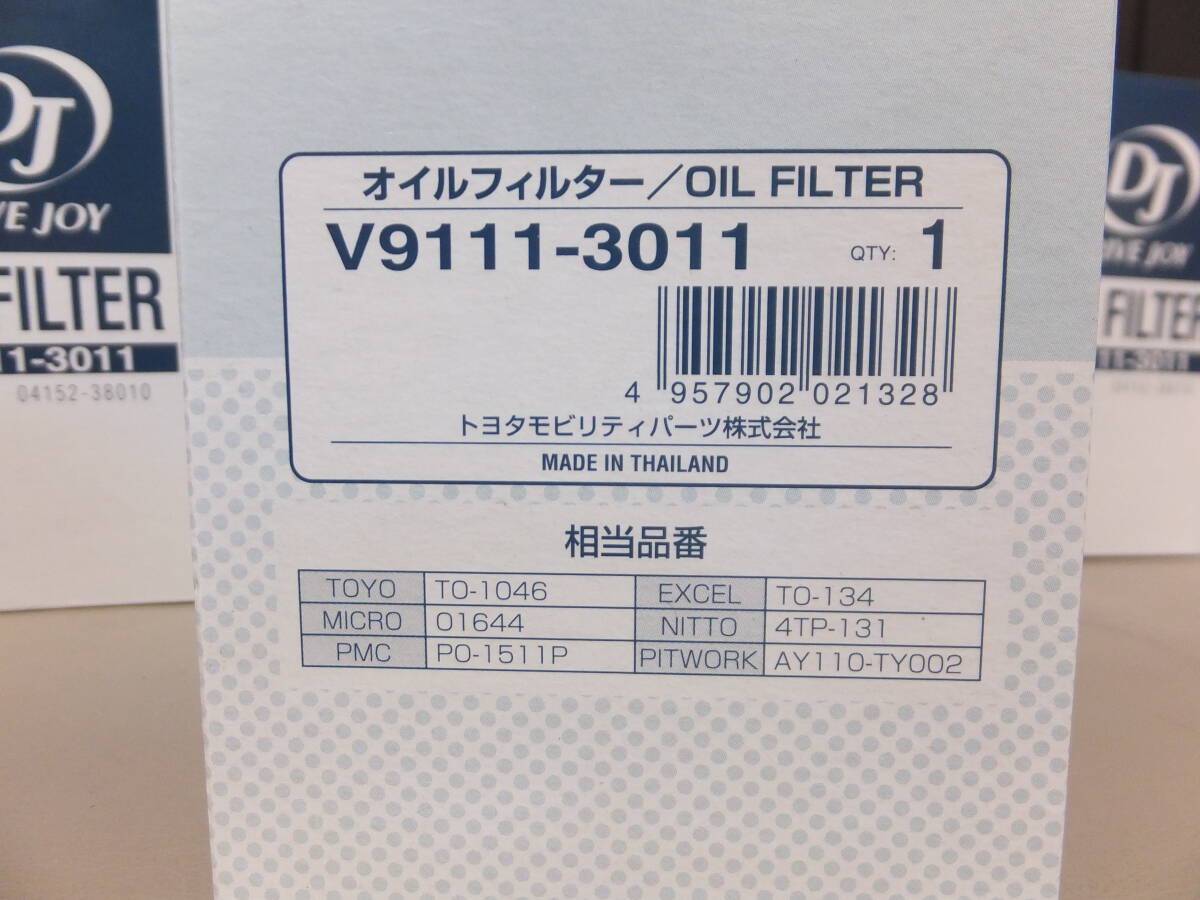 オイルフィルター／OIL FILTER
V9111-3011 QTY: 1
4 957902 021328
トヨタモビリティパーツ株式会社
MADE IN THAILAND
相当品番
TOYO TO-1046 EXCEL TO-134
MICRO 01644 NITTO 4TP-131
PMC PO-1511P PITWORK AY110-TY002
DJ
VE JOY
FILTER
11-3011
04152-38010
DJ
IVE JOY
FILTER
11-3011